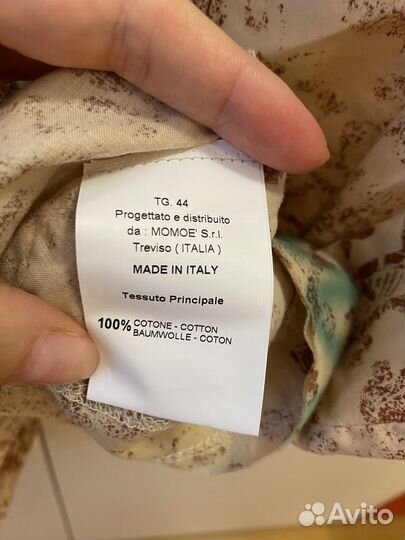 TG. 44
Progettato e distribuito
da : MOMOE' S.r.l.
Treviso ( ITALIA )
MADE IN ITALY
Tessuto Principale
100% COTONE - COTTON
BAUMWOLLE - COTON
Avito